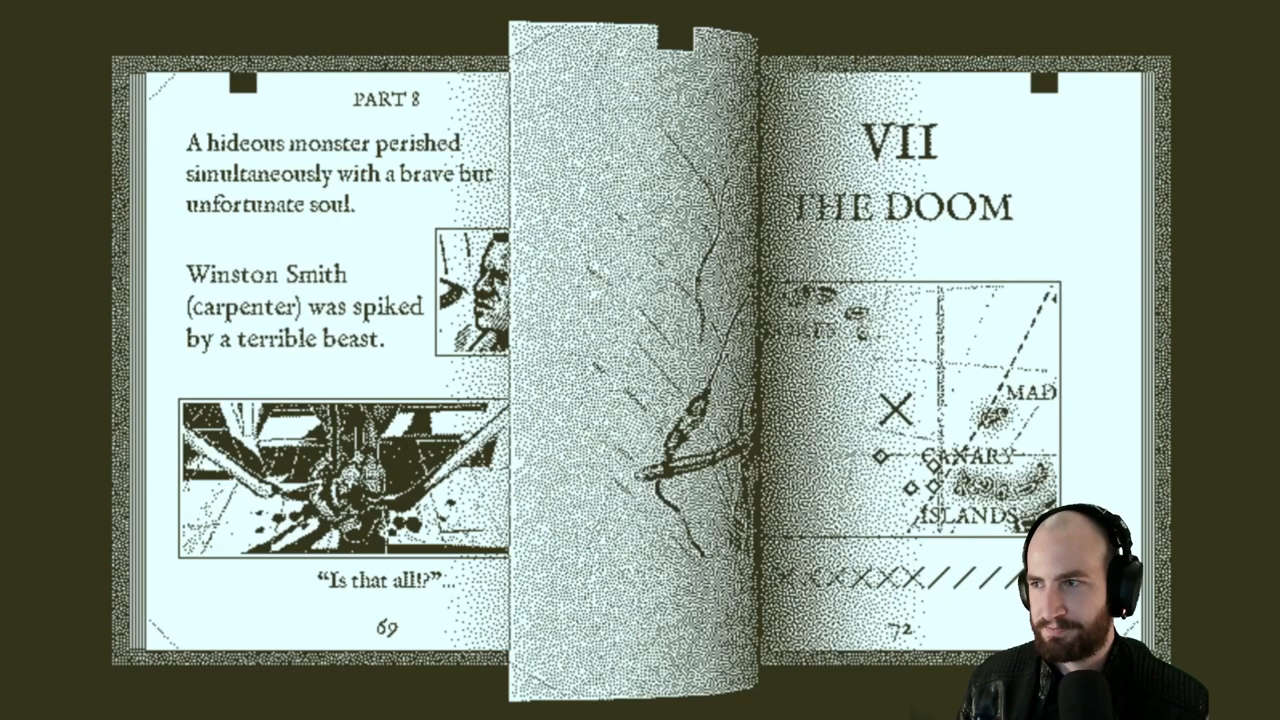 PART 8
A hideous monster perished
simultaneously with a brave but
unfortunate soul.
Winston Smith
(carpenter) was spiked
by a terrible beast.
“Is that all!?”...
69
VII
THE DOOM
MAD
CANARY
ISLANDS
72